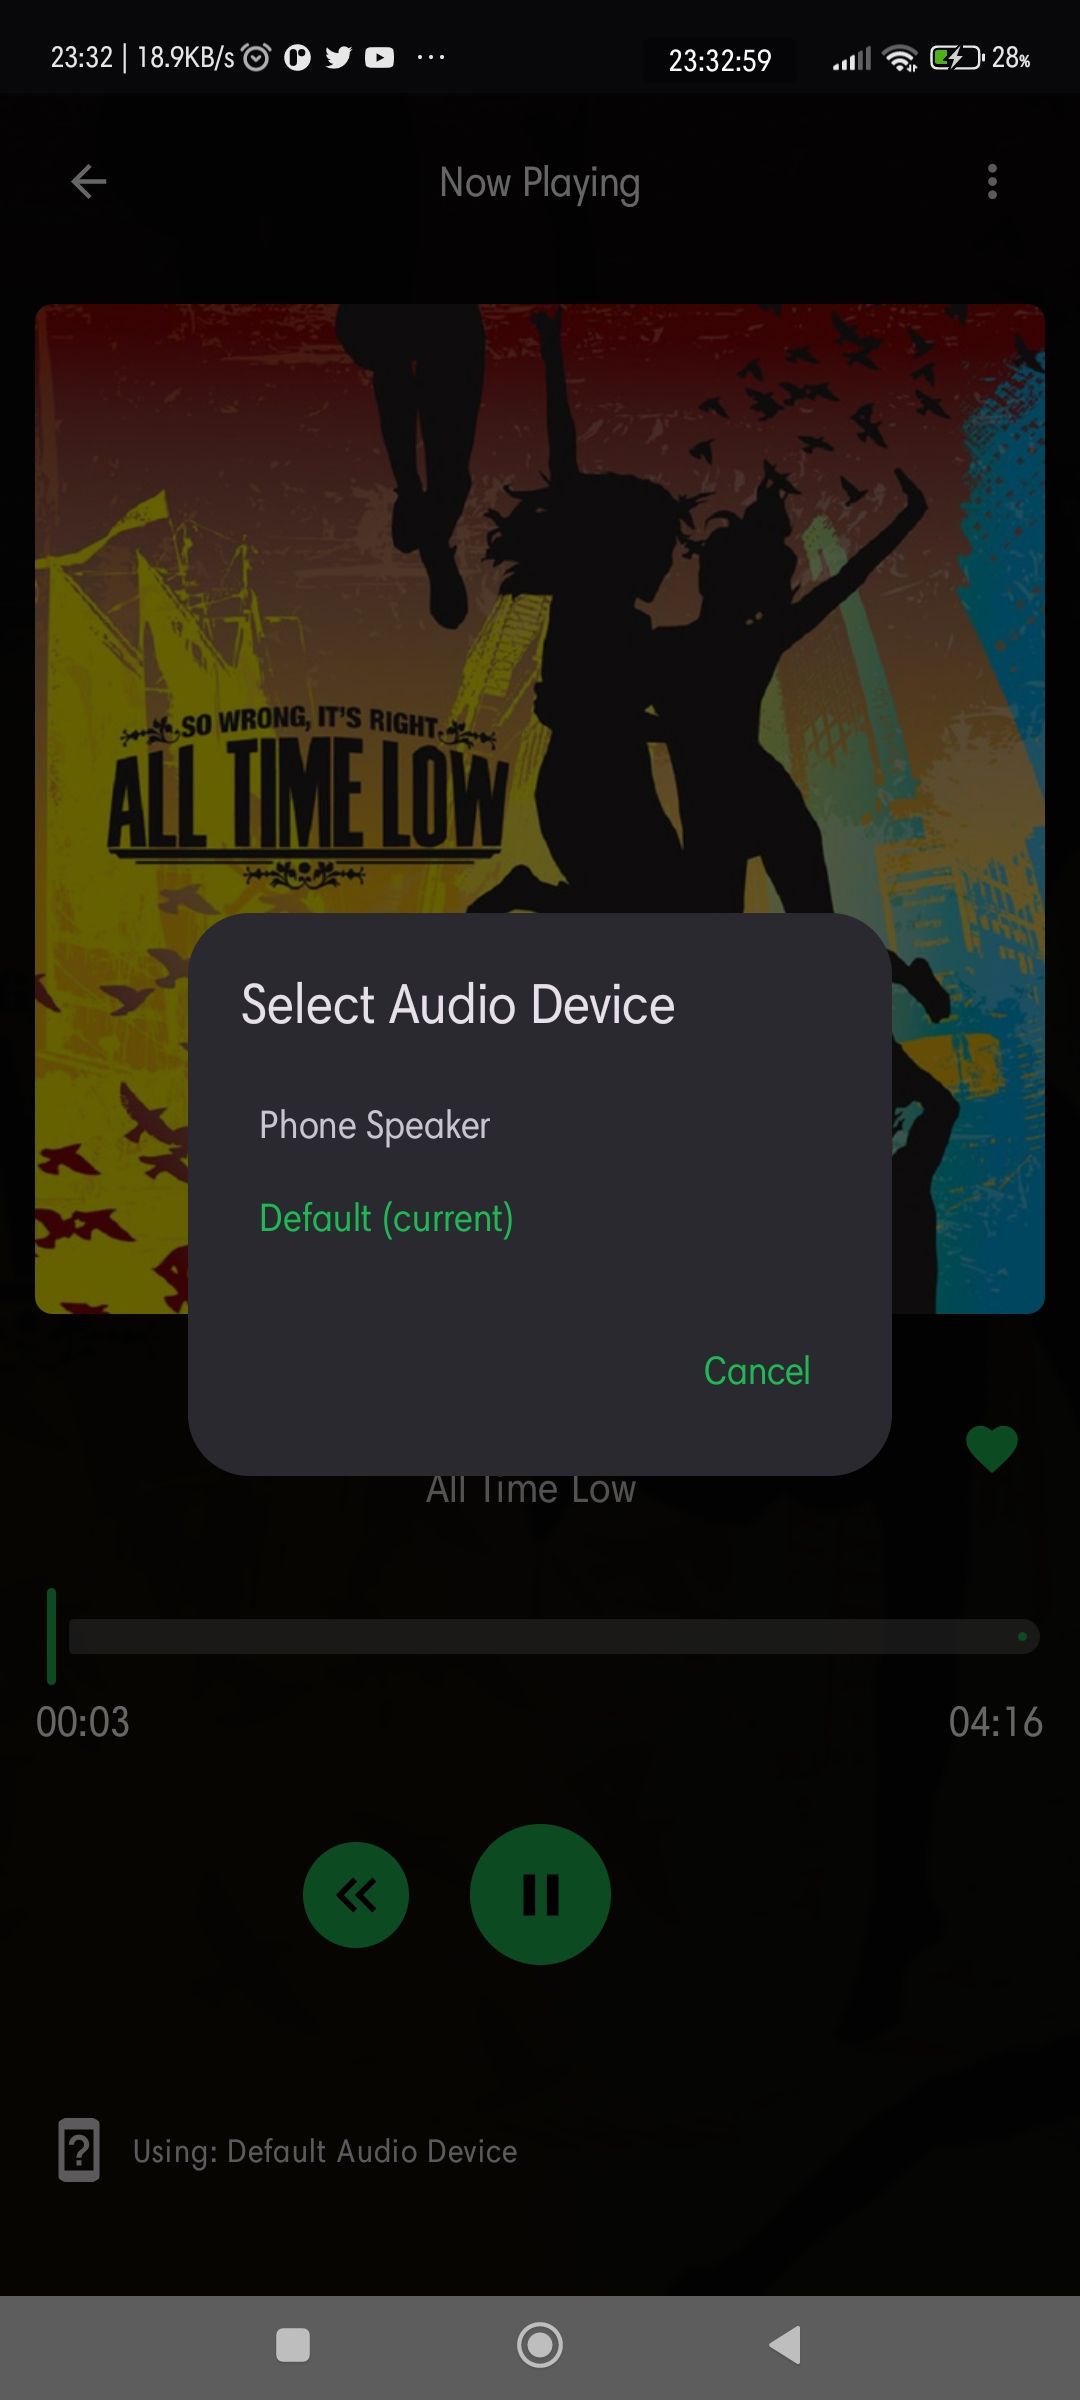 23:32 | 18.9KB/s ... 23:32:59 28%
Now Playing
SO WRONG, IT'S RIGHT
ALL TIME LOW
Select Audio Device
Phone Speaker
Default (current)
Cancel
All Time Low
00:03 04:16
Using: Default Audio Device